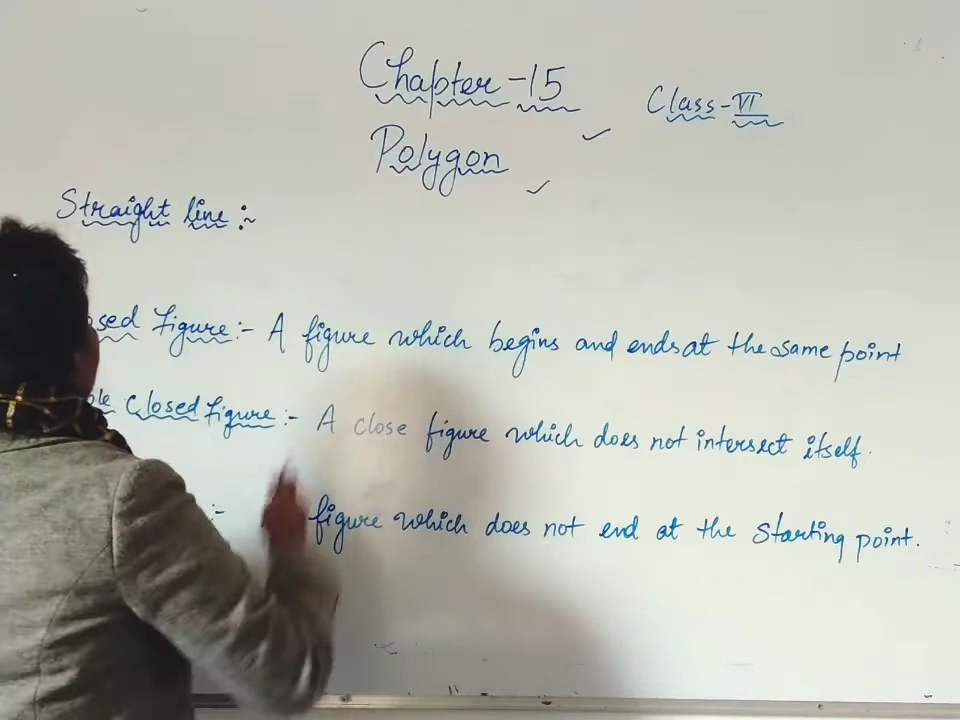 Chapter-15
Class-VI
Polygon
Straight line :~
sed figure:- A figure which begins and ends at the same point
ple Closed figure:- A close figure which does not intersect itself.
:- figure which does not end at the starting point.